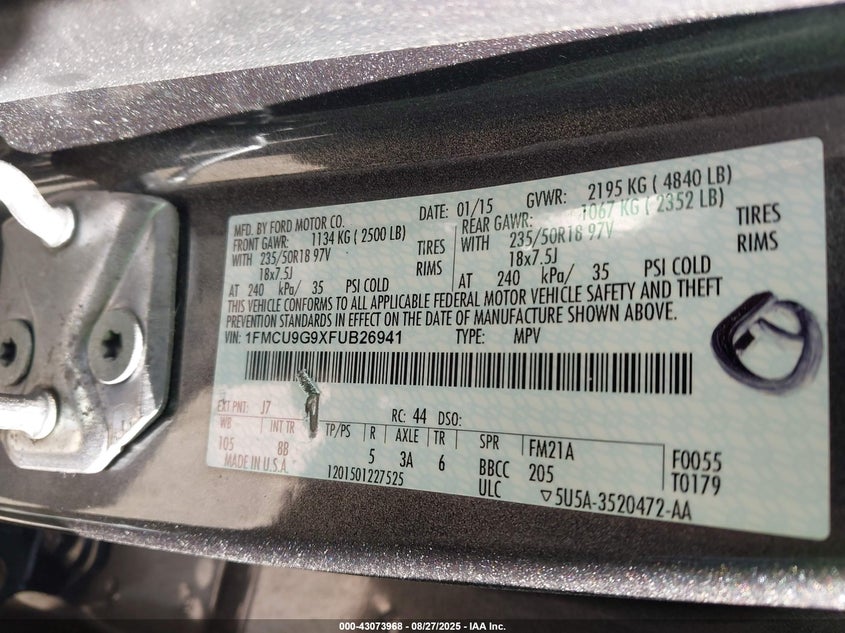 MFD. BY FORD MOTOR CO. DATE: 01/15 GVWR: 2195 KG ( 4840 LB)
FRONT GAWR: 1134 KG ( 2500 LB) REAR GAWR: 1067 KG ( 2352 LB)
WITH 235/50R18 97V TIRES WITH 235/50R18 97V TIRES
18x7.5J RIMS 18x7.5J RIMS
AT 240 kPa/ 35 PSI COLD AT 240 kPa/ 35 PSI COLD
THIS VEHICLE CONFORMS TO ALL APPLICABLE FEDERAL MOTOR VEHICLE SAFETY AND THEFT
PREVENTION STANDARDS IN EFFECT ON THE DATE OF MANUFACTURE SHOWN ABOVE.
VIN: 1FMCU9G9XFUB26941 TYPE: MPV
EXT PNT: J7 RC: 44 DSO:
WB INT TR TP/PS R AXLE TR SPR FM21A F0055
105 8B 5 3A 6 BBCC 205 T0179
MADE IN U.S.A. 1201501227525 ULC ▽5U5A-3520472-AA
000-43073968 - 08/27/2025 - IAA Inc.